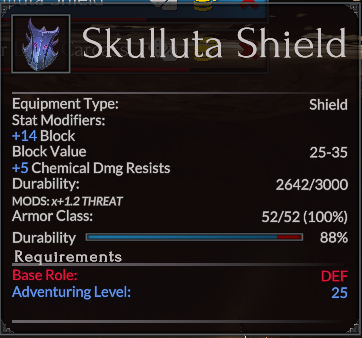 Skulluta Shield
Equipment Type: Shield
Stat Modifiers:
+14 Block
Block Value 25-35
+5 Chemical Dmg Resists
Durability: 2642/3000
MODS: x+1.2 THREAT
Armor Class: 52/52 (100%)
Durability 88%
Requirements
Base Role: DEF
Adventuring Level: 25